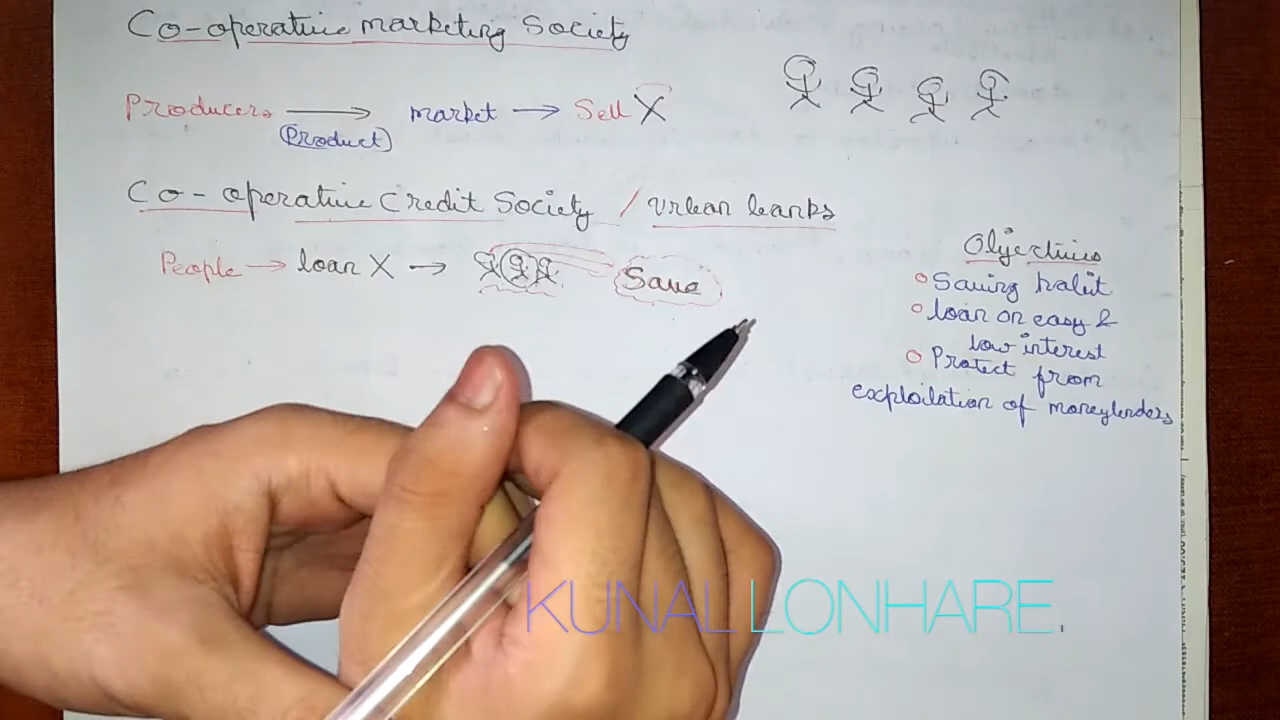 Co-operative marketing Society
Producers → market → Sell X
(Product)
Co-operative Credit Society / Urban banks
People → loan X → Save
Objectives
Saving habit
loan on easy &
low interest
Protect from
exploitation of moneylenders
KUNAL LONHARE